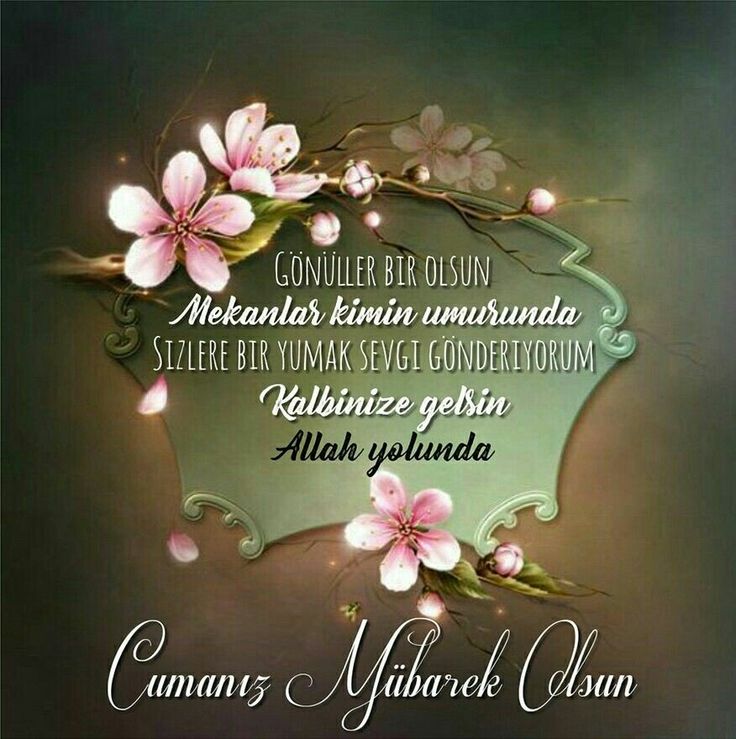 GÖNÜLLER BIR OLSUN
Mekanlar kimin umurunda
SIZLERE BIR YUMAK SEVGI GÖNDERIYORUM
Kalbinize gelsin
Allah yolunda
Cumanız Mübarek Olsun